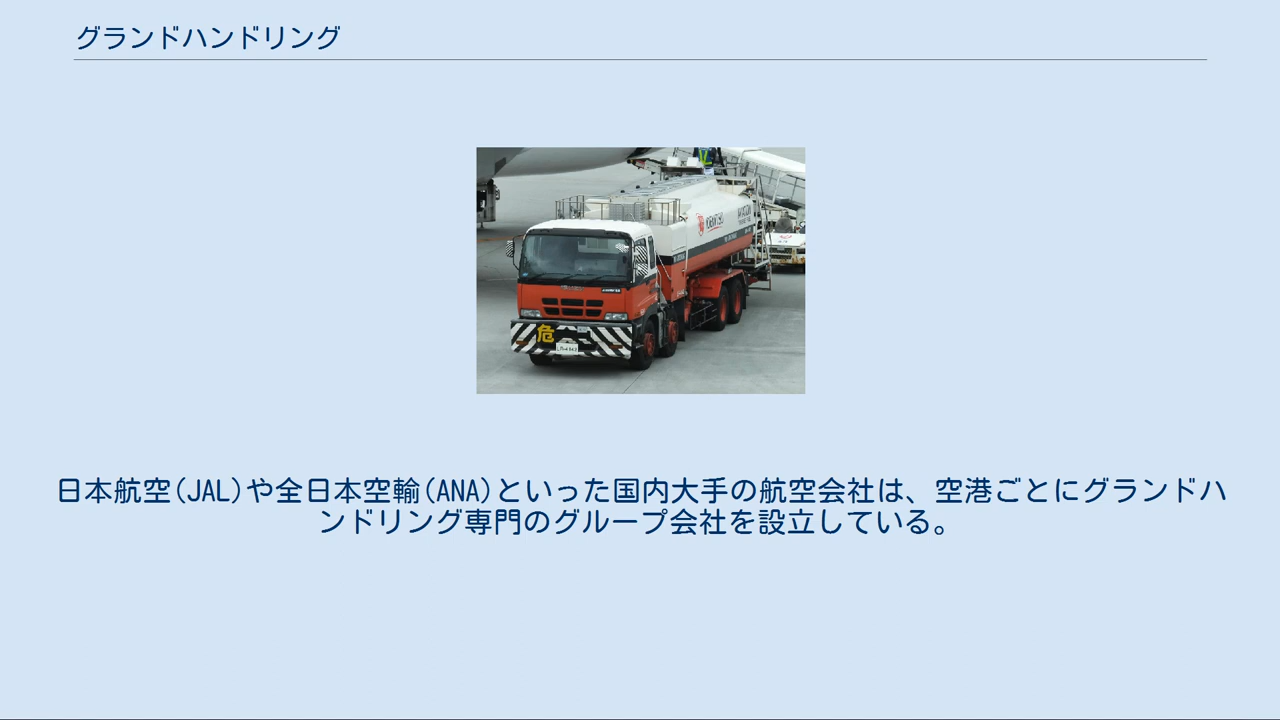 グランドハンドリング
危
日本航空(JAL)や全日本空輸(ANA)といった国内大手の航空会社は、空港ごとにグランドハ
ンドリング専門のグループ会社を設立している。